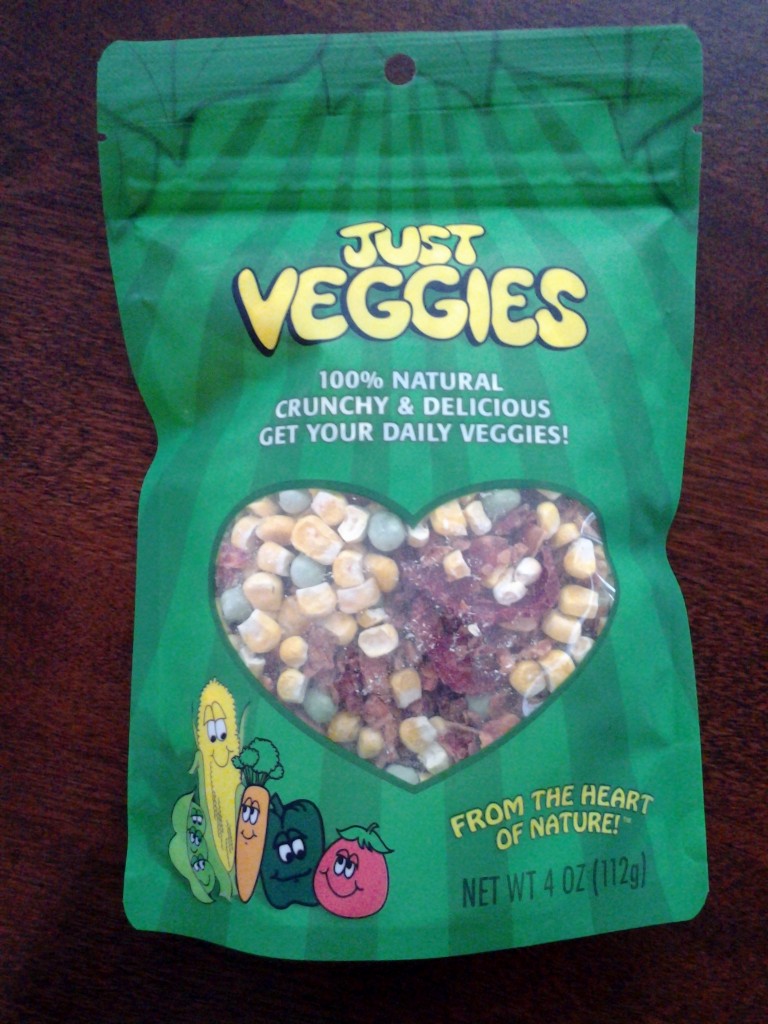 JUST
VEGGIES
100% NATURAL
CRUNCHY & DELICIOUS
GET YOUR DAILY VEGGIES!
FROM THE HEART
OF NATURE!™
NET WT 4 OZ (112g)